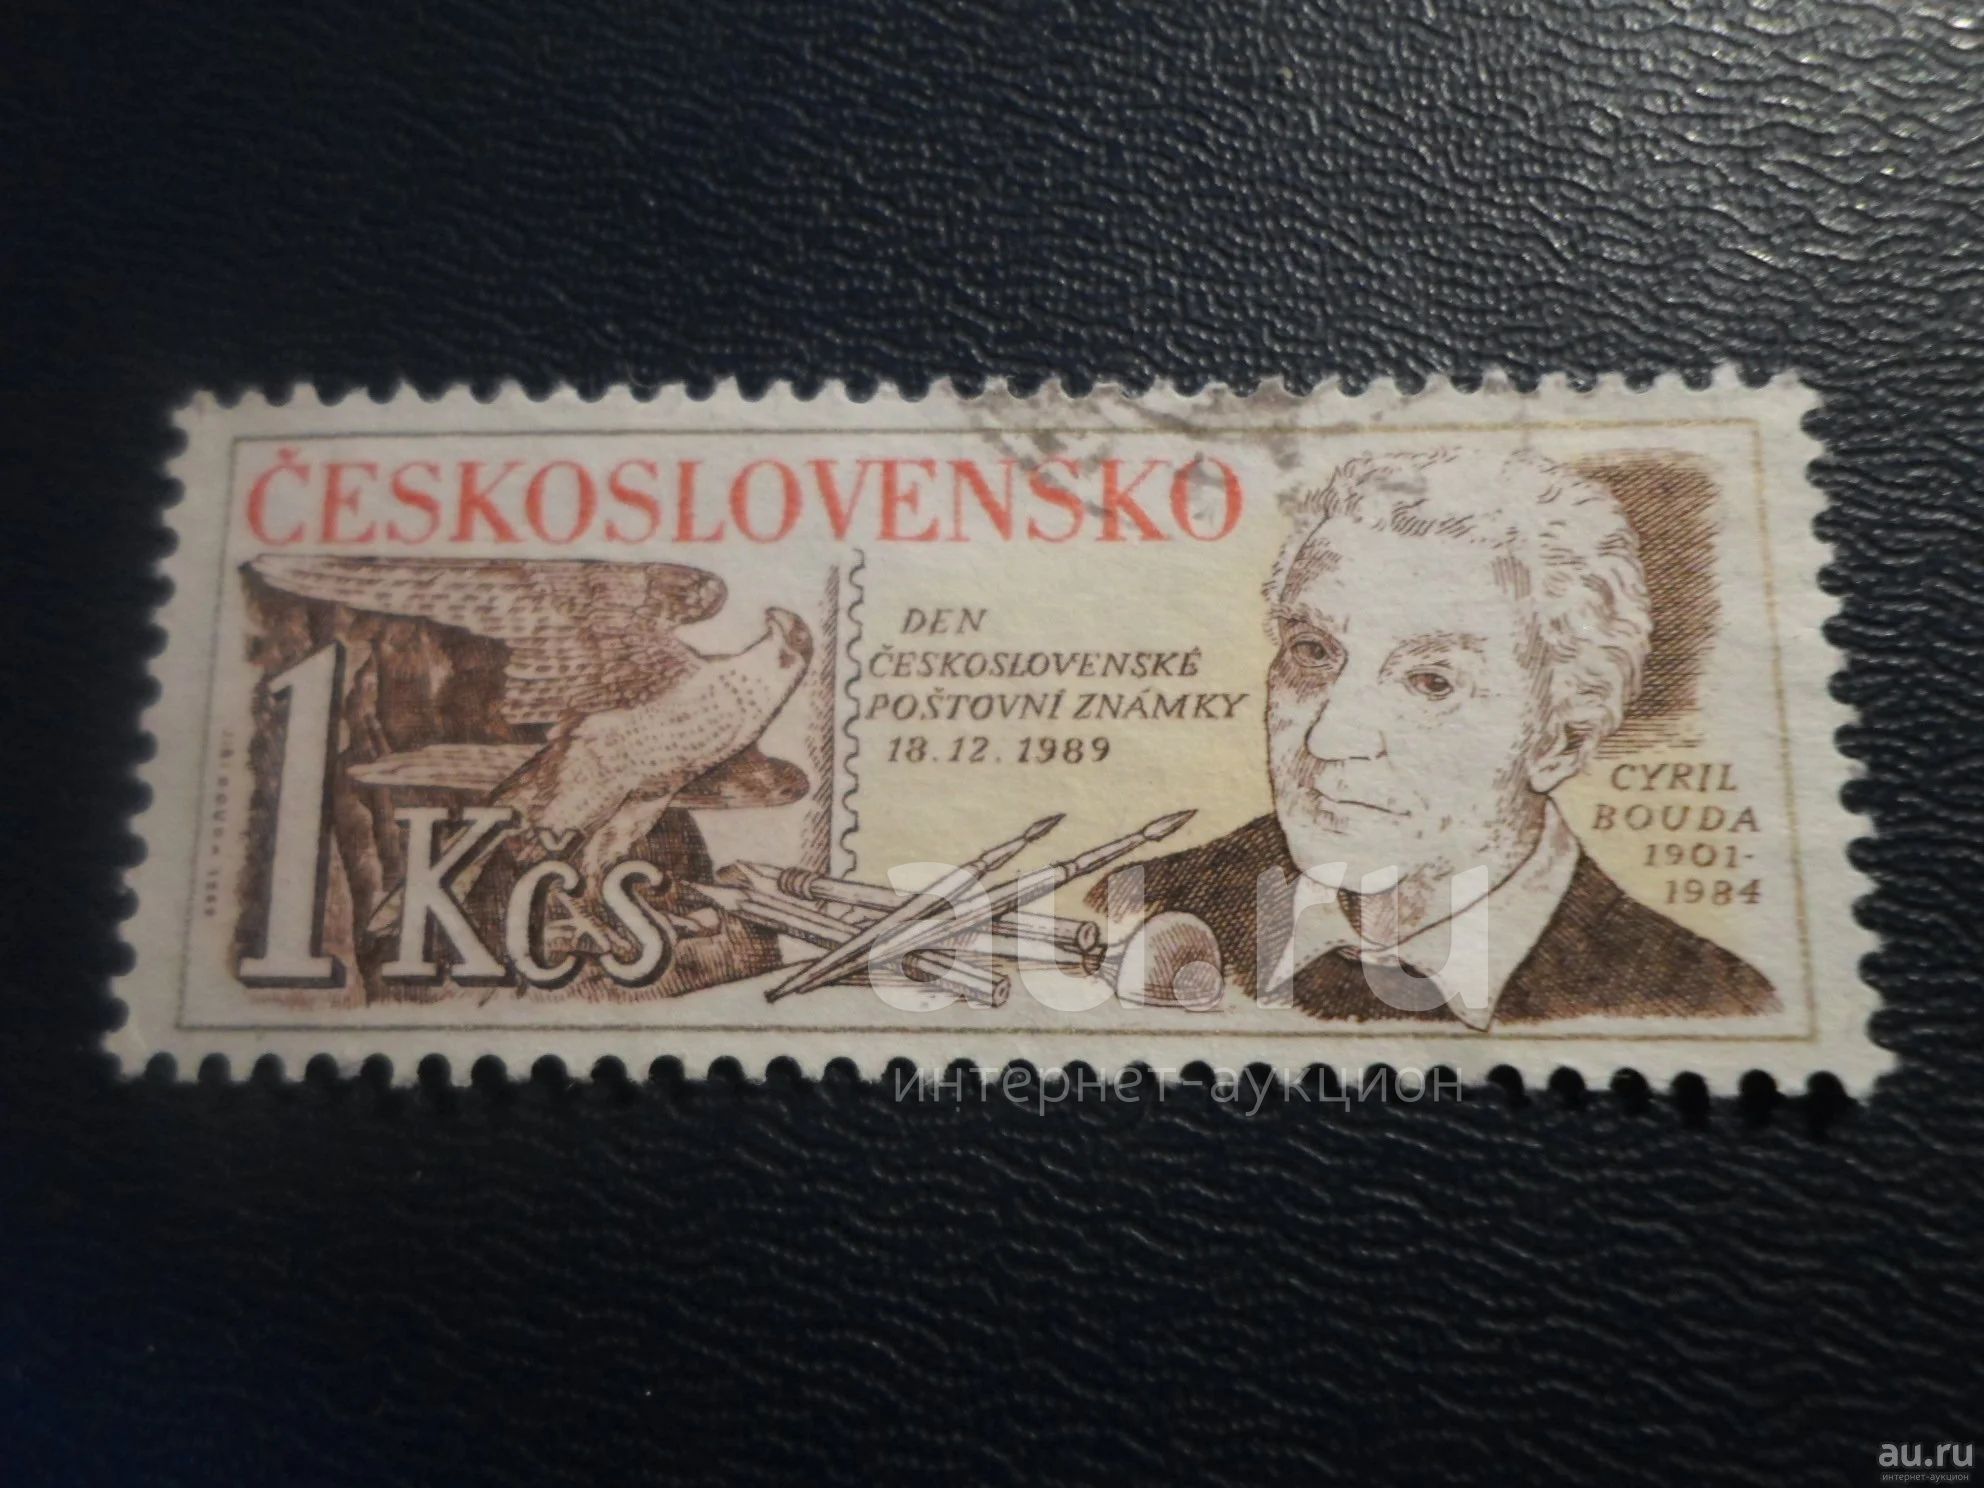 ČESKOSLOVENSKO
DEN
ČESKOSLOVENSKÉ
POŠTOVNÍ ZNÁMKY
18.12.1989
1 Kčs
CYRIL
BOUDA
1901-
1984
au.ru
интернет-аукцион
au.ru
интернет-аукцион